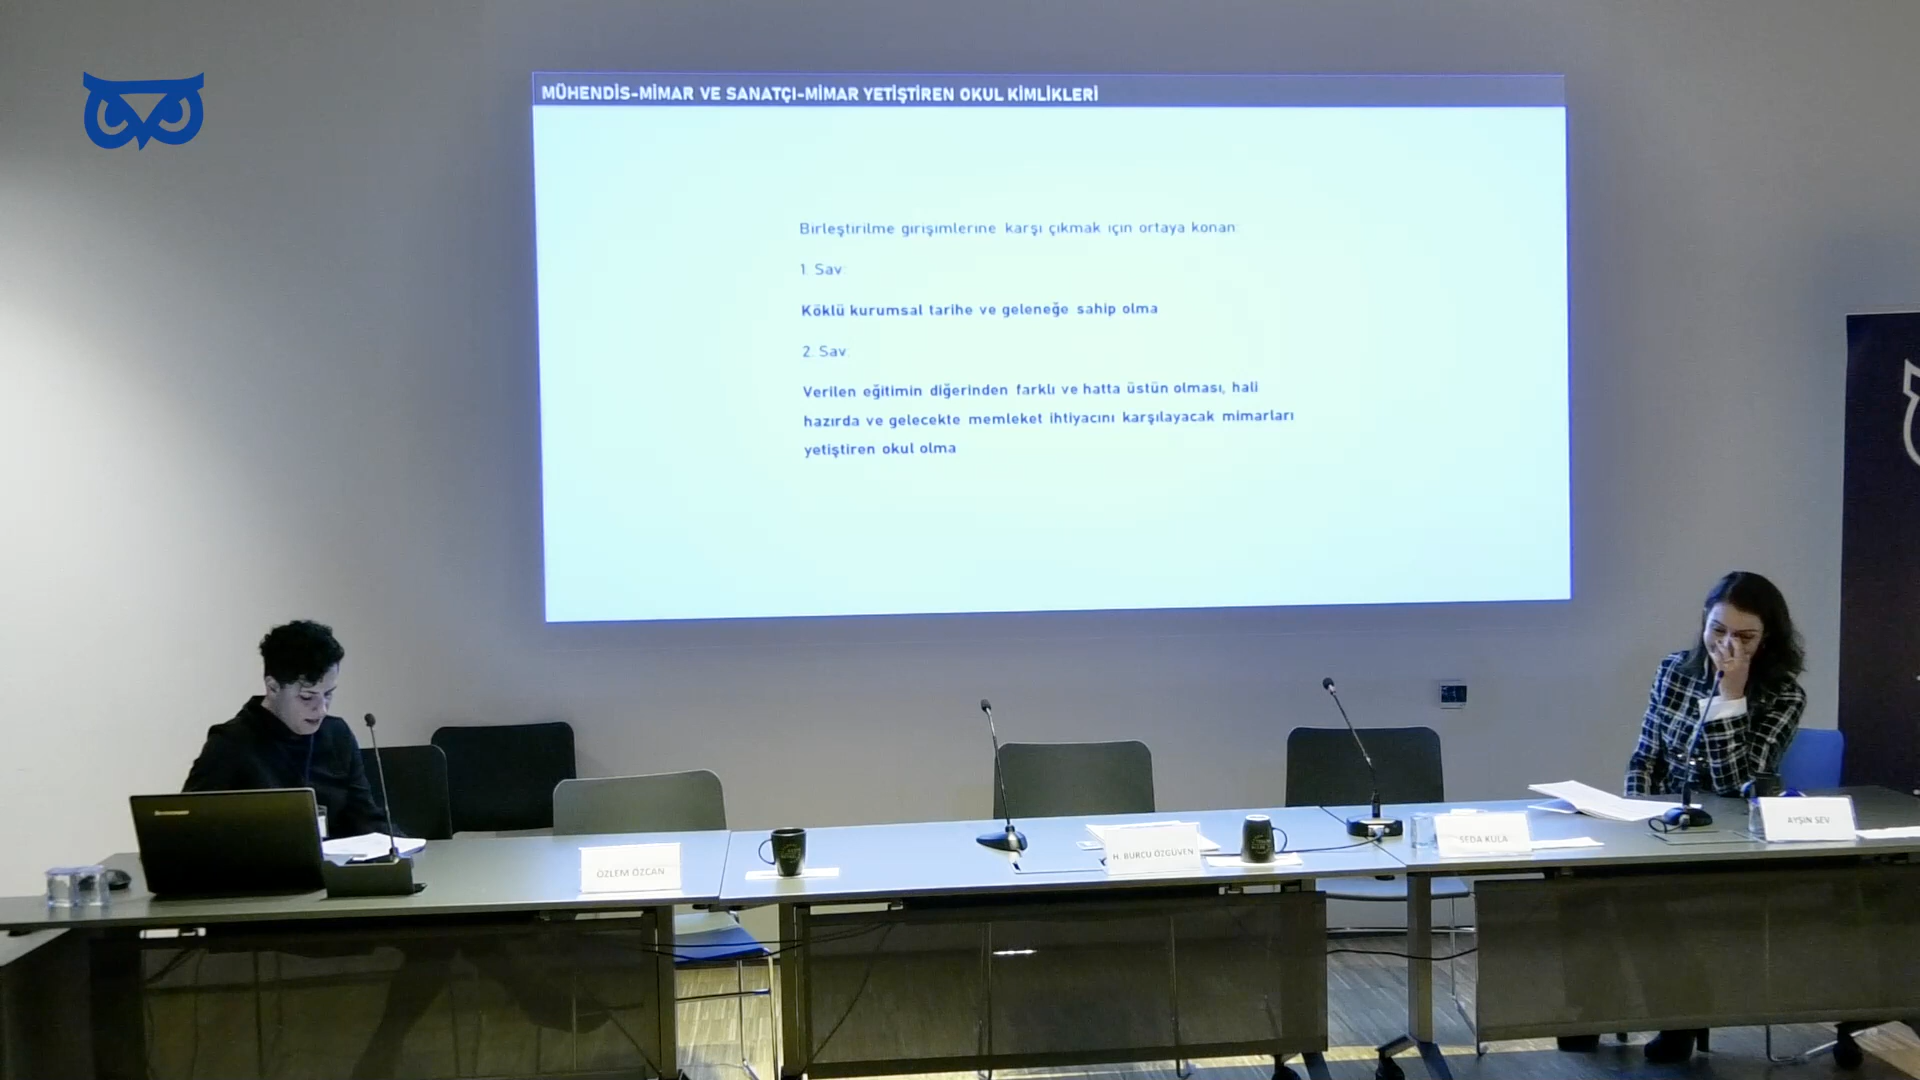 MÜHENDİS-MİMAR VE SANATÇI-MİMAR YETİŞTİREN OKUL KİMLİKLERİ
Birleştirilme girişimlerine karşı çıkmak için ortaya konan:
1. Sav:
Köklü kurumsal tarihe ve geleneğe sahip olma
2. Sav:
Verilen eğitimin diğerinden farklı ve hatta üstün olması, hali
hazırda ve gelecekte memleket ihtiyacını karşılayacak mimarları
yetiştiren okul olma
ÖZLEM ÖZCAN
H. BURCU ÖZGÜVEN
SEDA KULA
AYŞİN SEV